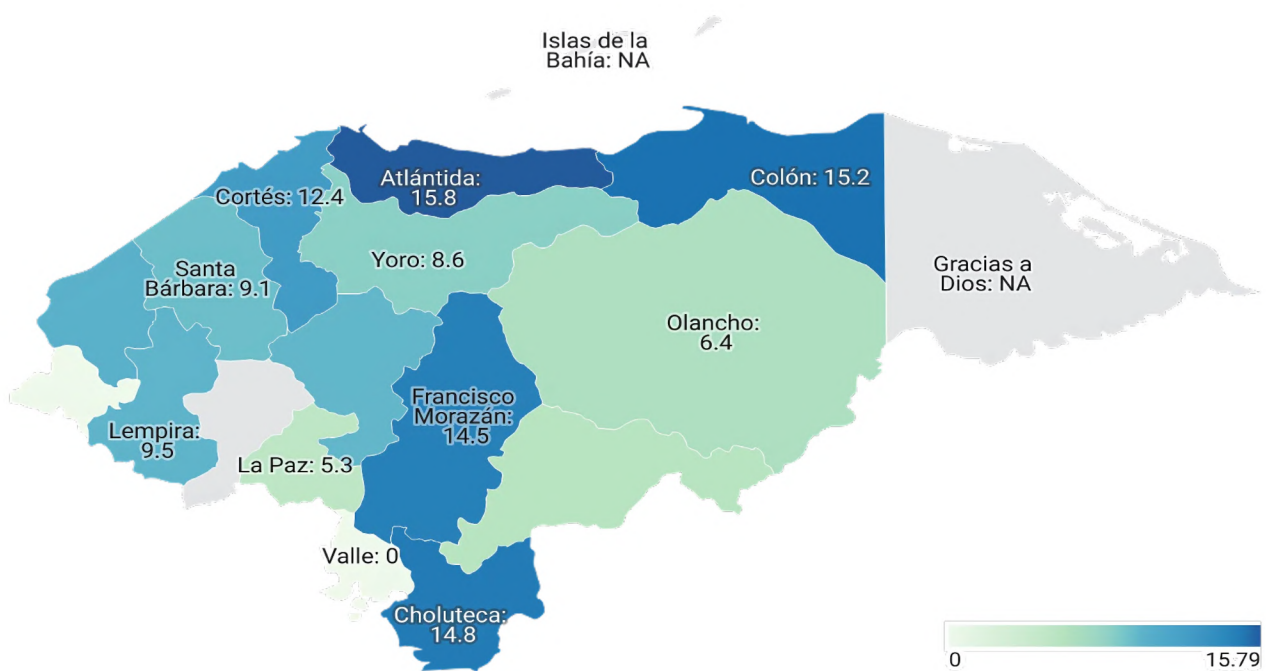 Islas de la
Bahía: NA
Atlántida:
15.8
Colón: 15.2
Cortés: 12.4
Yoro: 8.6
Santa
Bárbara: 9.1
Gracias a
Dios: NA
Olancho:
6.4
Francisco
Morazán:
14.5
Lempira:
9.5
La Paz: 5.3
Valle: 0
Choluteca:
14.8
0
15.79